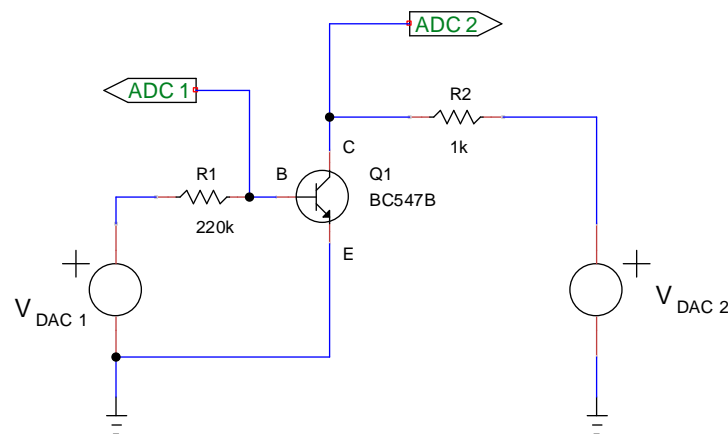 ADC 2
ADC 1
R2
1k
C
B
Q1
BC547B
R1
220k
E
V DAC 1
V DAC 2